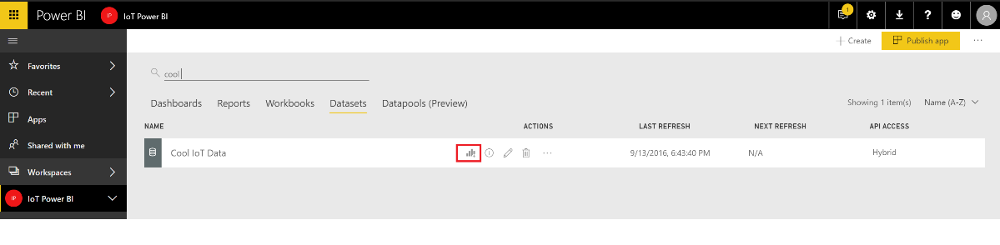 Power BI IP IoT Power BI 1
Create Publish app
Favorites
cool
Recent
Dashboards Reports Workbooks Datasets Datapools (Preview) Showing 1 item(s) Name (A-Z)
Apps
NAME ACTIONS LAST REFRESH NEXT REFRESH API ACCESS
Shared with me
Cool IoT Data 9/13/2016, 6:43:40 PM N/A Hybrid
Workspaces
IP IoT Power BI